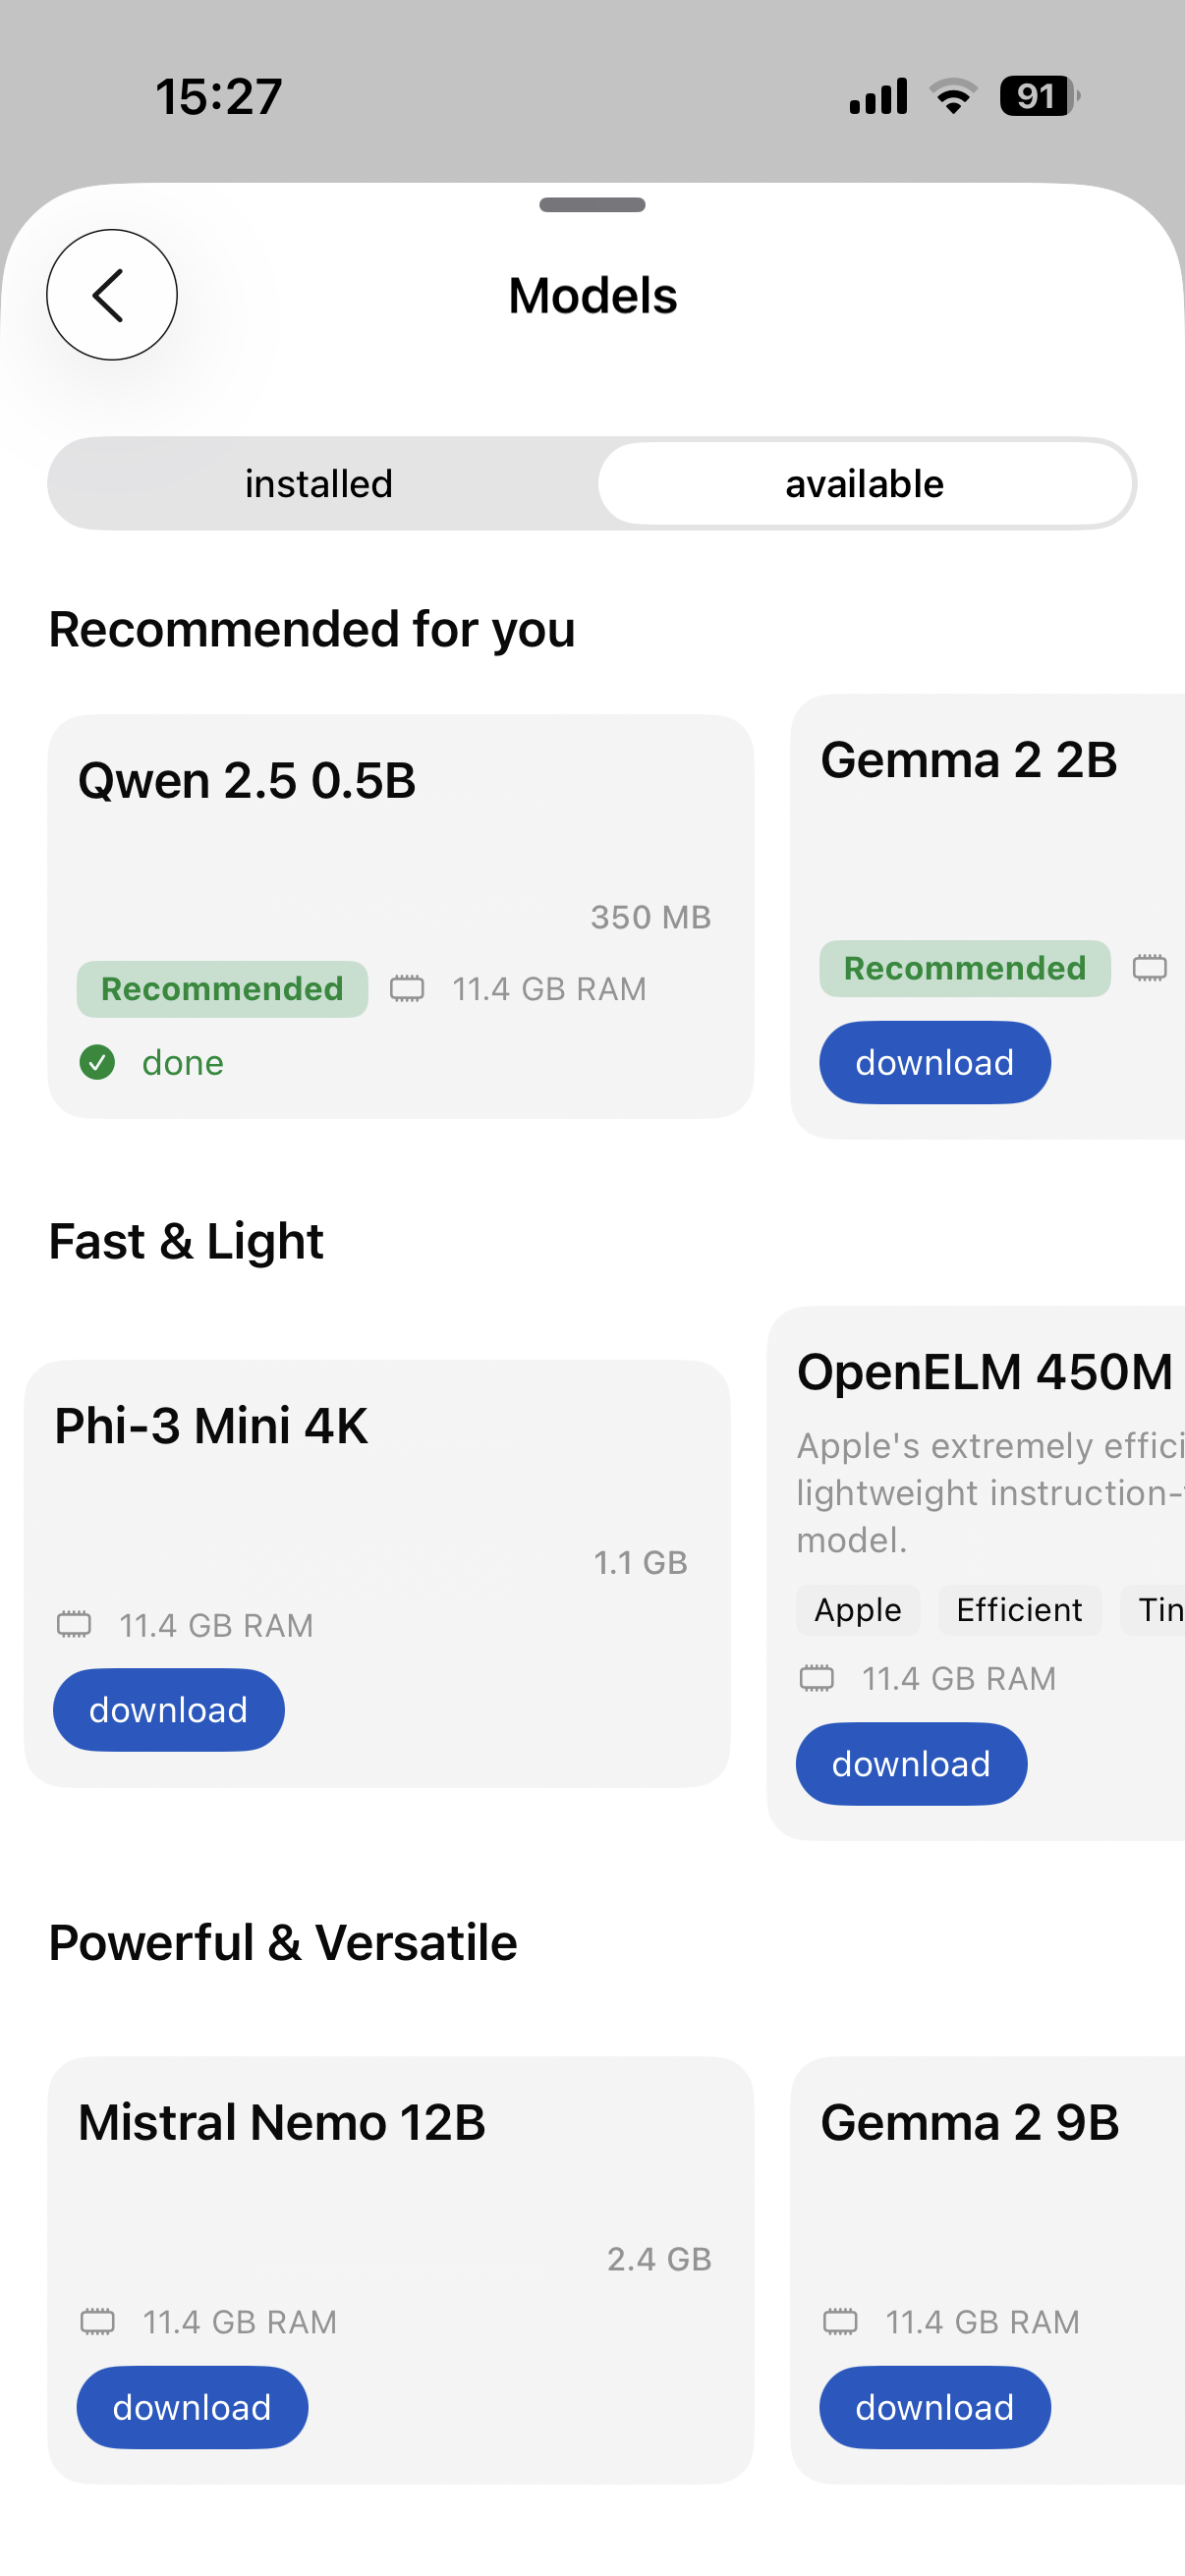 15:27
91
Models
installed
available
Recommended for you
Qwen 2.5 0.5B
350 MB
Recommended
11.4 GB RAM
done
Gemma 2 2B
Recommended
download
Fast & Light
Phi-3 Mini 4K
1.1 GB
11.4 GB RAM
download
OpenELM 450M
Apple's extremely effici
lightweight instruction-
model.
Apple
Efficient
Tin
11.4 GB RAM
download
Powerful & Versatile
Mistral Nemo 12B
2.4 GB
11.4 GB RAM
download
Gemma 2 9B
11.4 GB RAM
download